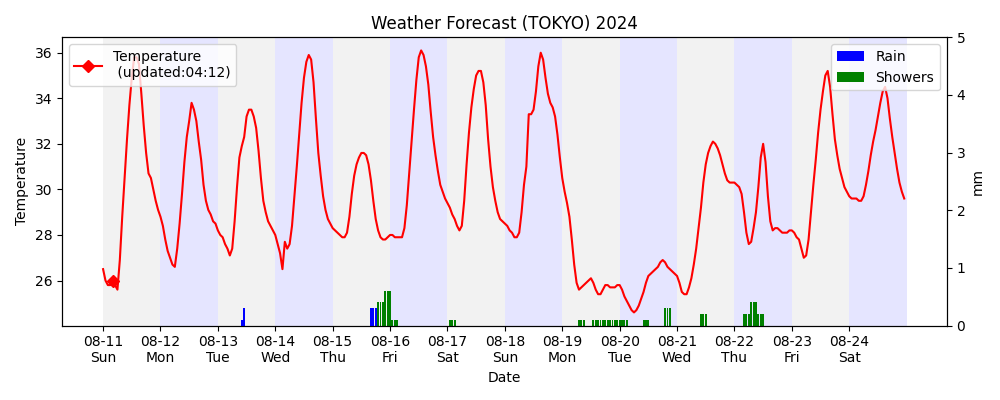 Weather Forecast (TOKYO) 2024
Temperature
(updated:04:12)
Rain
Showers
36
34
32
30
28
26
Temperature
5
4
3
2
1
0
mm
08-11 08-12 08-13 08-14 08-15 08-16 08-17 08-18 08-19 08-20 08-21 08-22 08-23 08-24
Sun Mon Tue Wed Thu Fri Sat Sun Mon Tue Wed Thu Fri Sat
Date